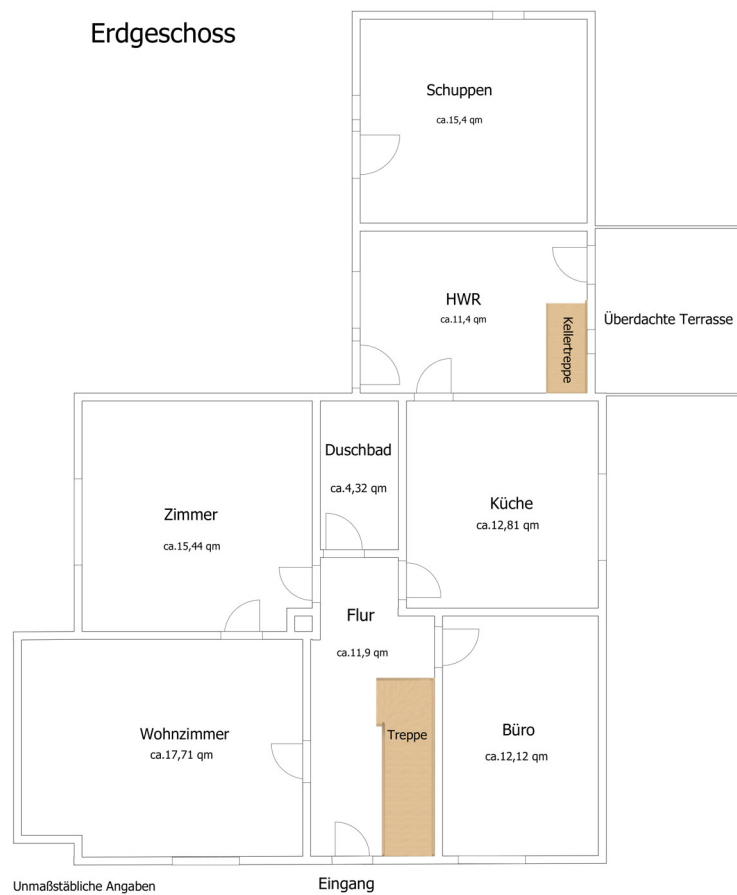 Erdgeschoss
Schuppen
ca.15,4 qm
HWR
ca.11,4 qm
Kellertreppe
Überdachte Terrasse
Duschbad
ca.4,32 qm
Zimmer
ca.15,44 qm
Küche
ca.12,81 qm
Flur
ca.11,9 qm
Wohnzimmer
ca.17,71 qm
Treppe
Büro
ca.12,12 qm
Unmaßstäbliche Angaben
Eingang